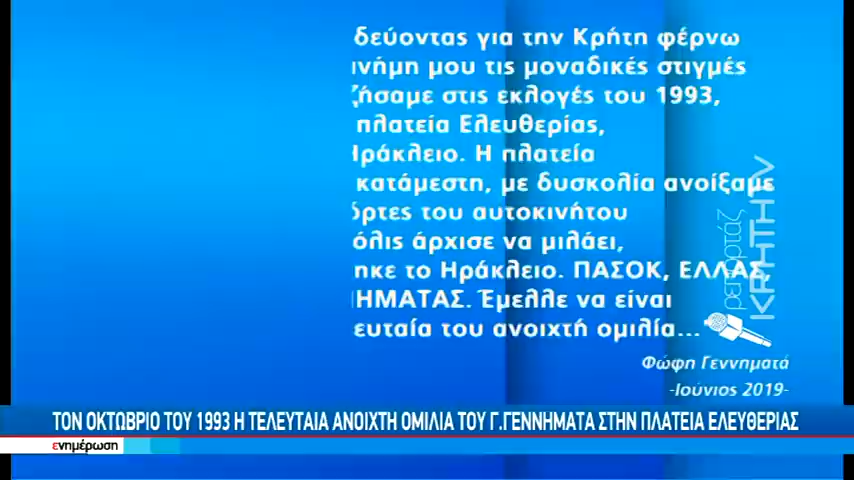 δεύοντας για την Κρήτη φέρνω
νήμη μου τις μοναδικές στιγμές
ζήσαμε στις εκλογές του 1993,
πλατεία Ελευθερίας,
Ηράκλειο. Η πλατεία
κατάμεστη, με δυσκολία ανοίξαμε
όρτες του αυτοκινήτου
όλις άρχισε να μιλάει,
ηκε το Ηράκλειο. ΠΑΣΟΚ, ΕΛΛΑΣ,
ΗΜΑΤΑΣ. Έμελλε να είναι
ευταία του ανοιχτή ομιλία...
Φώφη Γεννηματά
-Ιούνιος 2019-
ρεπορτάζ
ΚΡΗΤΗ TV
ΤΟΝ ΟΚΤΩΒΡΙΟ ΤΟΥ 1993 Η ΤΕΛΕΥΤΑΙΑ ΑΝΟΙΧΤΗ ΟΜΙΛΙΑ ΤΟΥ Γ.ΓΕΝΝΗΜΑΤΑ ΣΤΗΝ ΠΛΑΤΕΙΑ ΕΛΕΥΘΕΡΙΑΣ
ενημέρωση